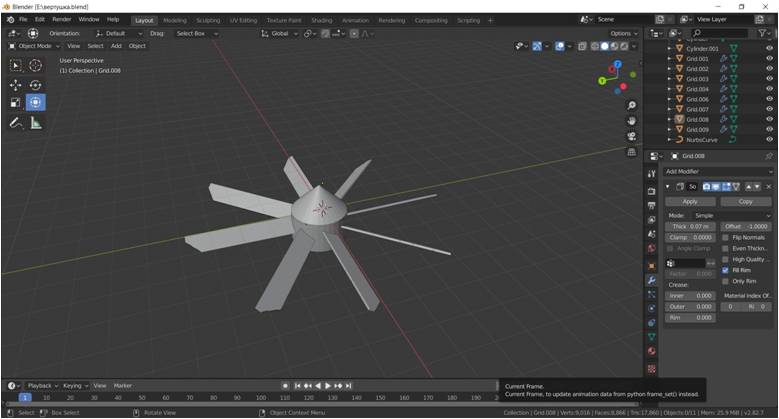 Blender [E:\вертушка.blend]
File Edit Render Window Help Layout Modeling Sculpting UV Editing Texture Paint Shading Animation Rendering Compositing Scripting Scene View Layer
Orientation: Default Drag: Select Box Global Options
Object Mode View Select Add Object
User Perspective
(1) Collection | Grid.008
X
Y
Z
Cylinder
Cylinder.001
Grid.001
Grid.002
Grid.003
Grid.004
Grid.006
Grid.007
Grid.008
Grid.009
NurbsCurve
Grid.008
Add Modifier
So
Apply Copy
Mode: Simple
Thick 0.07 m Offset -1.0000
Clamp 0.0000 Flip Normals
Angle Clamp Even Thickn..
High Quality ..
Factor 0.000 Fill Rim
Crease: Only Rim
Inner 0.000 Material Index Of..
Outer 0.000 0 Ri 0
Rim 0.000
Playback Keying View Marker
Current Frame.
Current Frame, to update animation data from python frame_set() instead.
1 10 20 30 40 50 60 70 80 90 100 110 120 130 140 150 160 170
Select Box Select Rotate View Object Context Menu Collection | Grid.008 | Verts:9,016 | Faces:8,866 | Tris:17,860 | Objects:0/11 | Mem: 25.9 MiB | v2.82.7